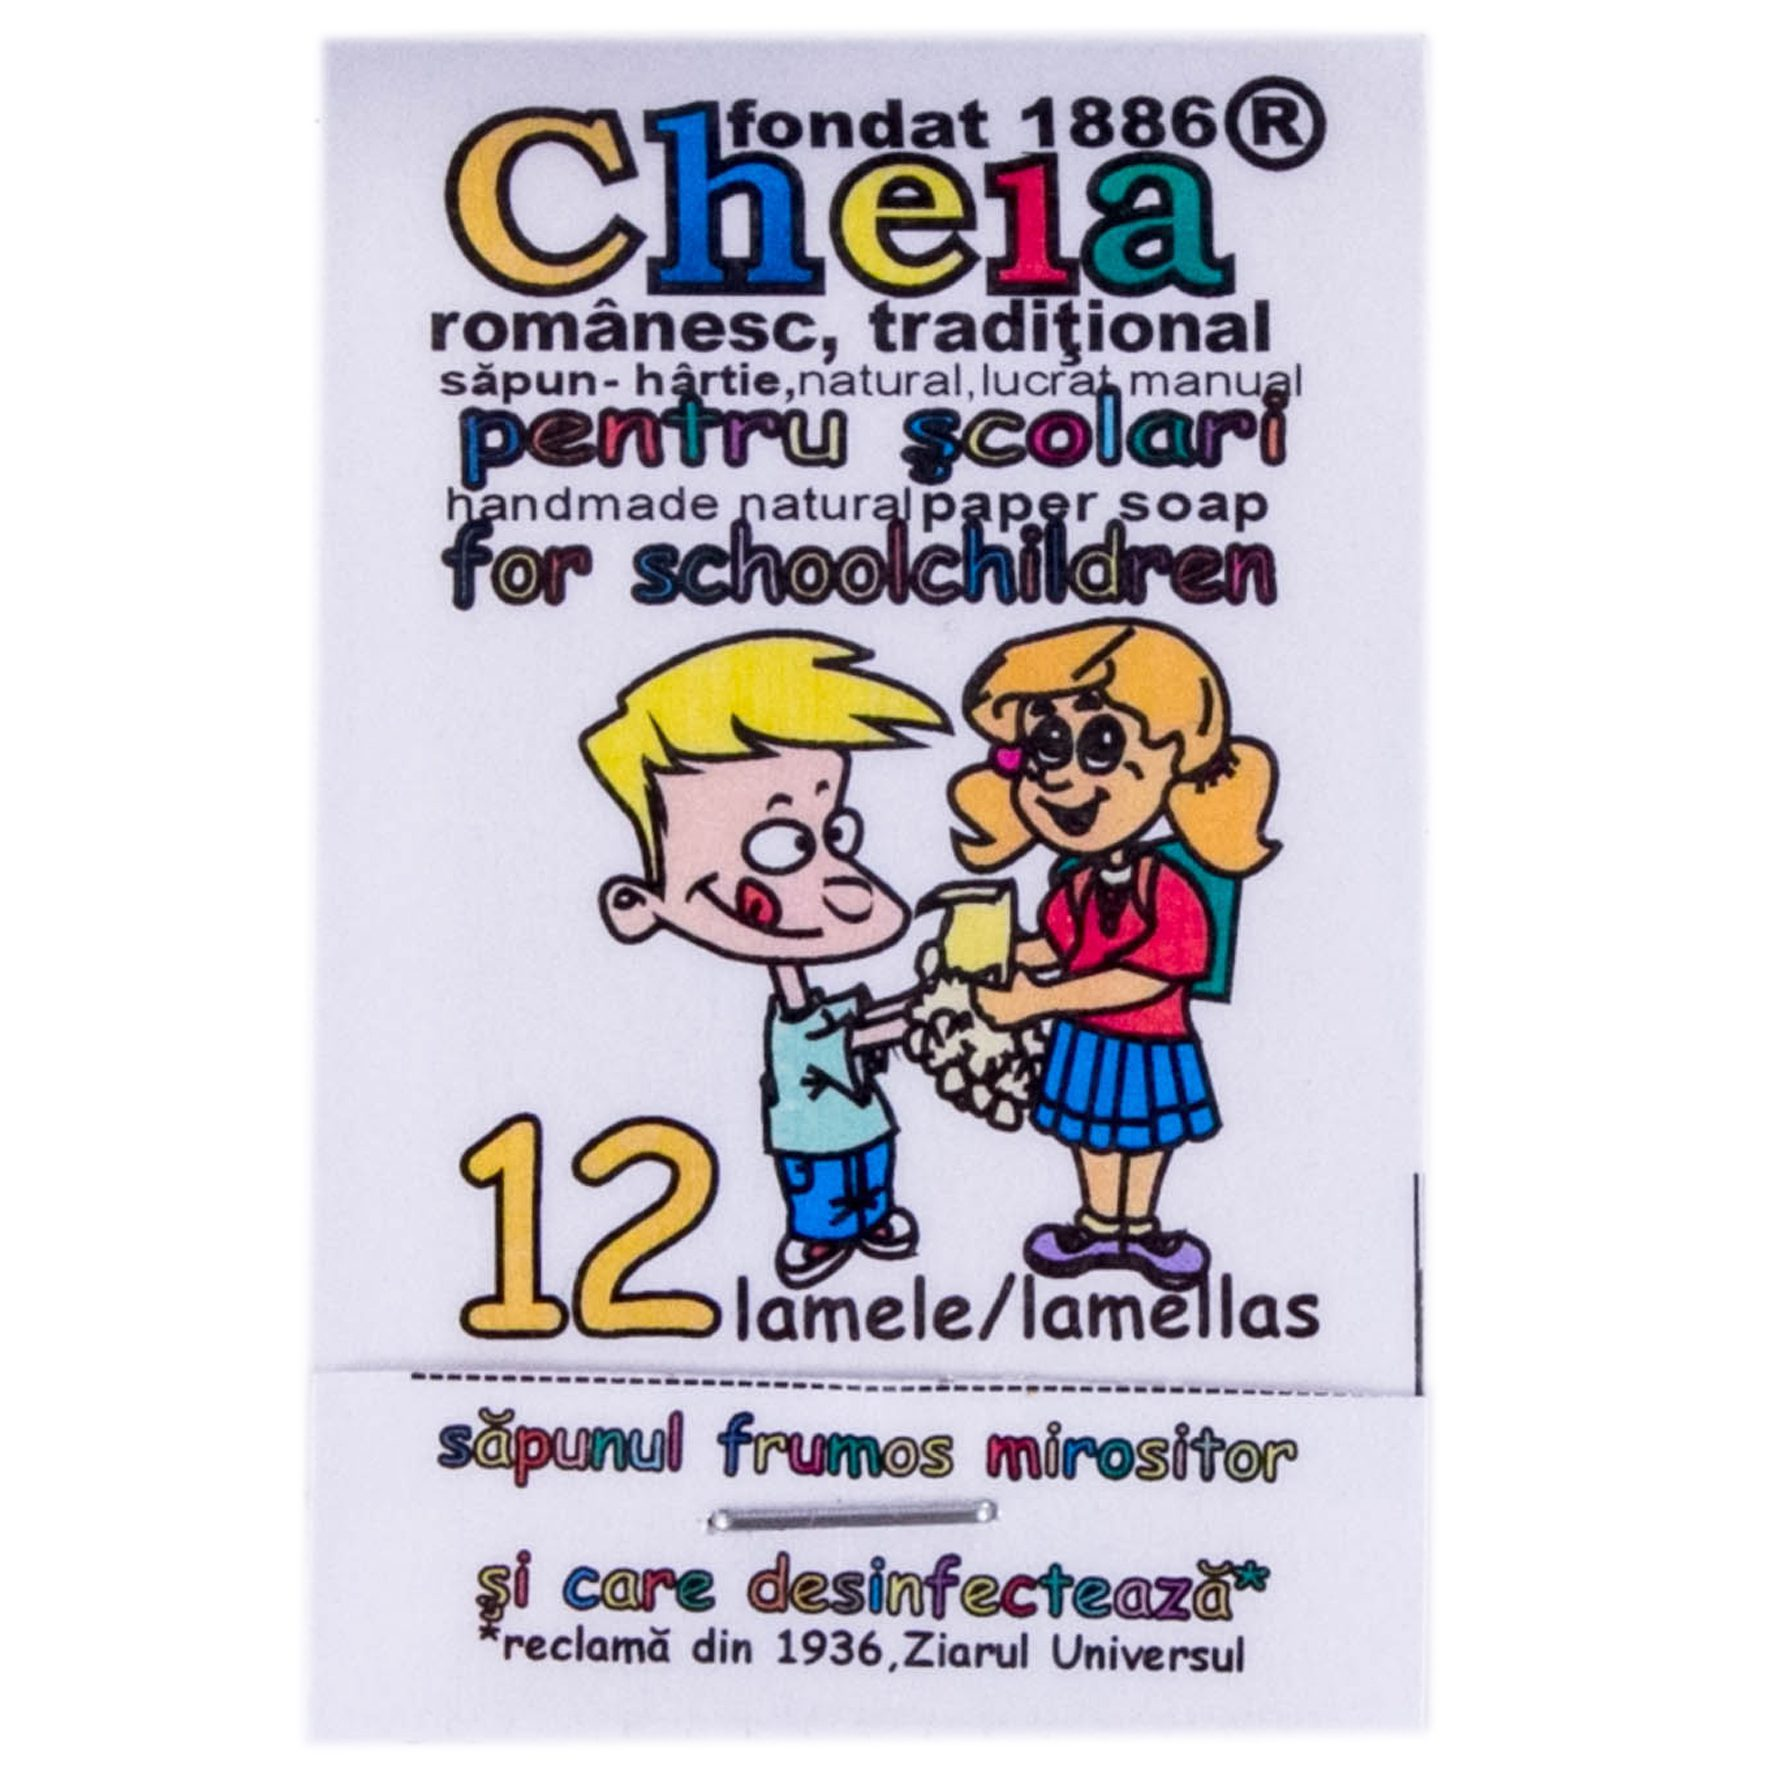 fondat 1886 ®
Cheia
românesc, tradiţional
săpun- hârtie,natural,lucrat manual
pentru şcolari
handmade natural paper soap
for schoolchildren
12 lamele/lamellas
săpunul frumos mirositor
şi care desinfectează*
*reclamă din 1936,Ziarul Universul